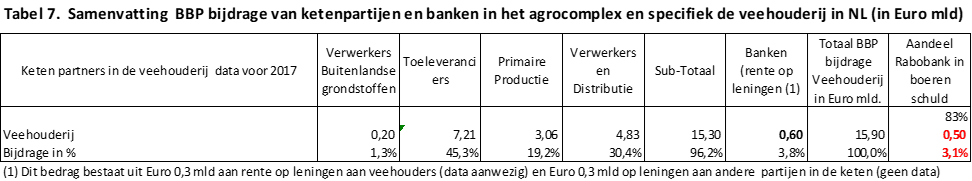 Tabel 7. Samenvatting BBP bijdrage van ketenpartijen en banken in het agrocomplex en specifiek de veehouderij in NL (in Euro mld)
Keten partners in de veehouderij data voor 2017
Verwerkers
Buitenlandse
grondstoffen
Toeleveranci
ers
Primaire
Productie
Verwerkers
en
Distributie
Sub-Totaal
Banken
(rente op
leningen (1)
Totaal BBP
bijdrage
Veehouderij
in Euro mld.
Aandeel
Rabobank in
boeren
schuld
83%
Veehouderij 0,20 7,21 3,06 4,83 15,30 0,60 15,90 0,50
Bijdrage in % 1,3% 45,3% 19,2% 30,4% 96,2% 3,8% 100,0% 3,1%
(1) Dit bedrag bestaat uit Euro 0,3 mld aan rente op leningen aan veehouders (data aanwezig) en Euro 0,3 mld op leningen aan andere partijen in de keten (geen data)